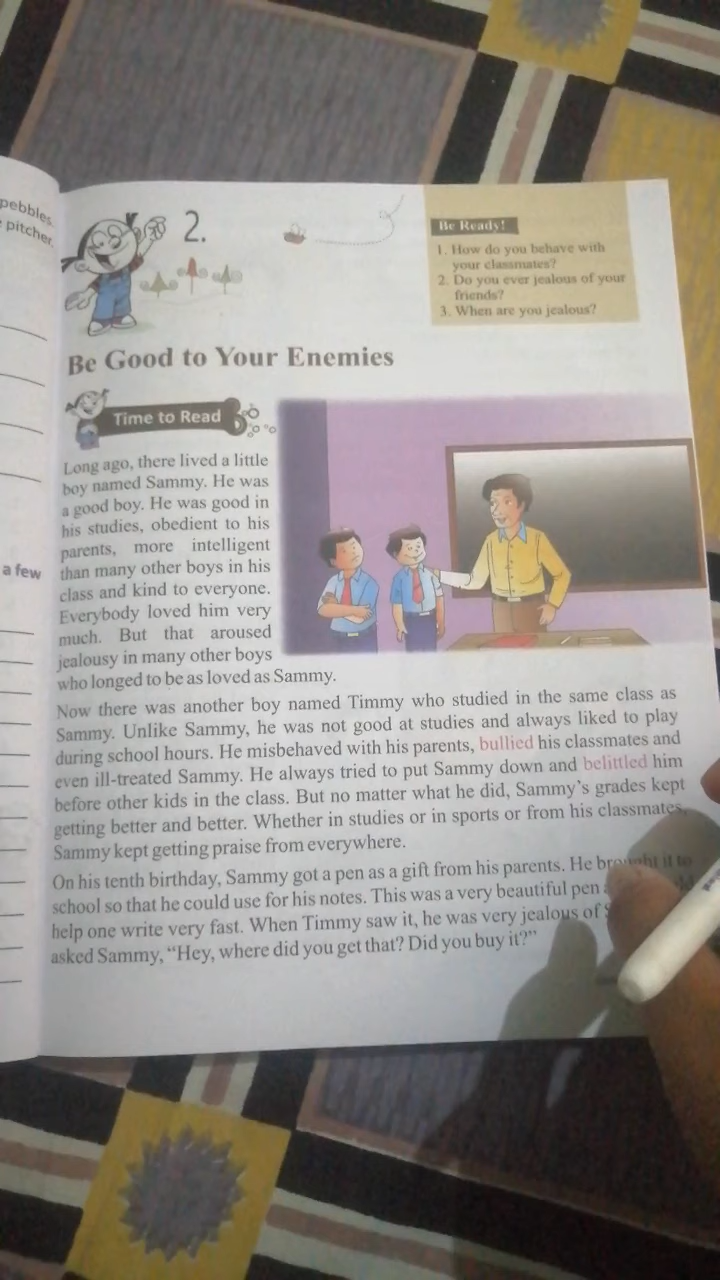 pebbles.
pitcher.
a few
2.
Be Ready!
1. How do you behave with
your classmates?
2. Do you ever jealous of your
friends?
3. When are you jealous?
Be Good to Your Enemies
Time to Read
Long ago, there lived a little
boy named Sammy. He was
a good boy. He was good in
his studies, obedient to his
parents, more intelligent
than many other boys in his
class and kind to everyone.
Everybody loved him very
much. But that aroused
jealousy in many other boys
who longed to be as loved as Sammy.
Now there was another boy named Timmy who studied in the same class as
Sammy. Unlike Sammy, he was not good at studies and always liked to play
during school hours. He misbehaved with his parents, bullied his classmates and
even ill-treated Sammy. He always tried to put Sammy down and belittled him
before other kids in the class. But no matter what he did, Sammy's grades kept
getting better and better. Whether in studies or in sports or from his classmates,
Sammy kept getting praise from everywhere.
On his tenth birthday, Sammy got a pen as a gift from his parents. He brought it to
school so that he could use for his notes. This was a very beautiful pen
help one write very fast. When Timmy saw it, he was very jealous of
asked Sammy, “Hey, where did you get that? Did you buy it?”